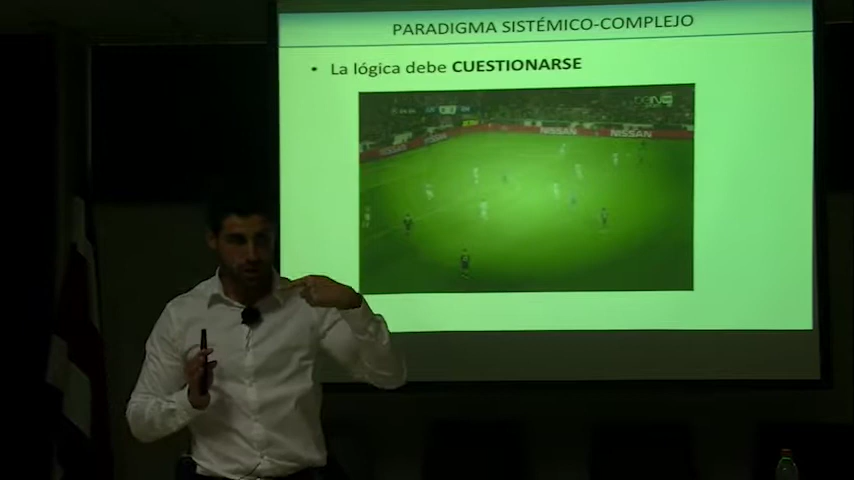 PARADIGMA SISTÉMICO-COMPLEJO
• La lógica debe CUESTIONARSE
NISSAN NISSAN